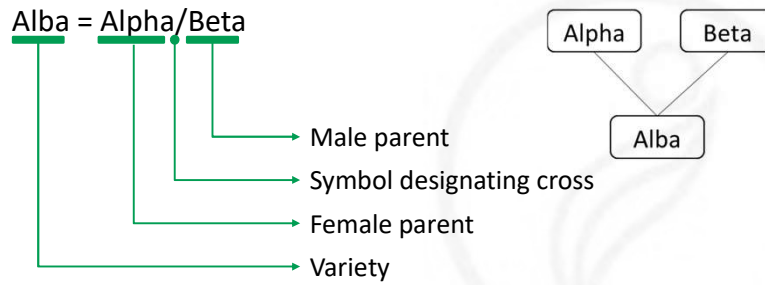 Alba = Alpha/Beta
Alpha
Beta
Alba
Male parent
Symbol designating cross
Female parent
Variety